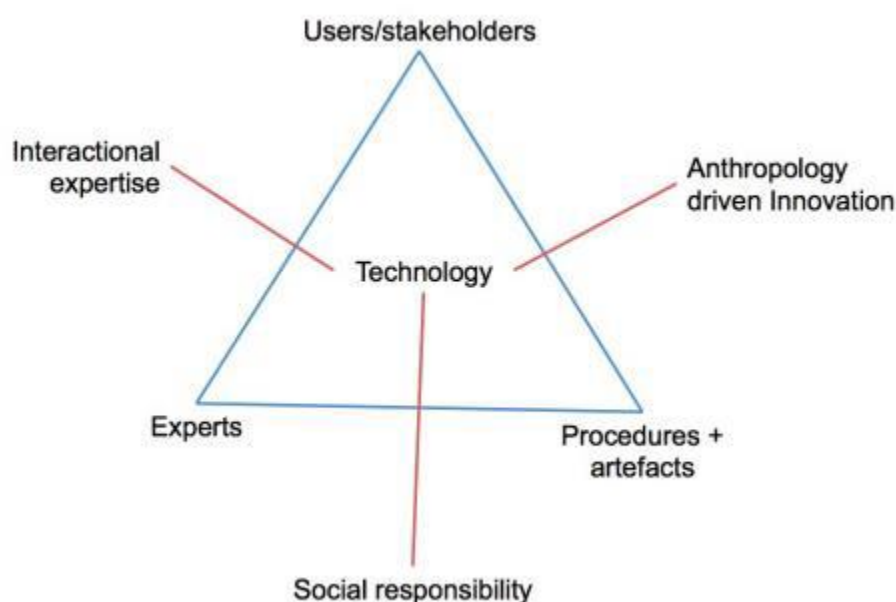 Users/stakeholders
Interactional
expertise
Anthropology
driven Innovation
Technology
Experts
Procedures +
artefacts
Social responsibility